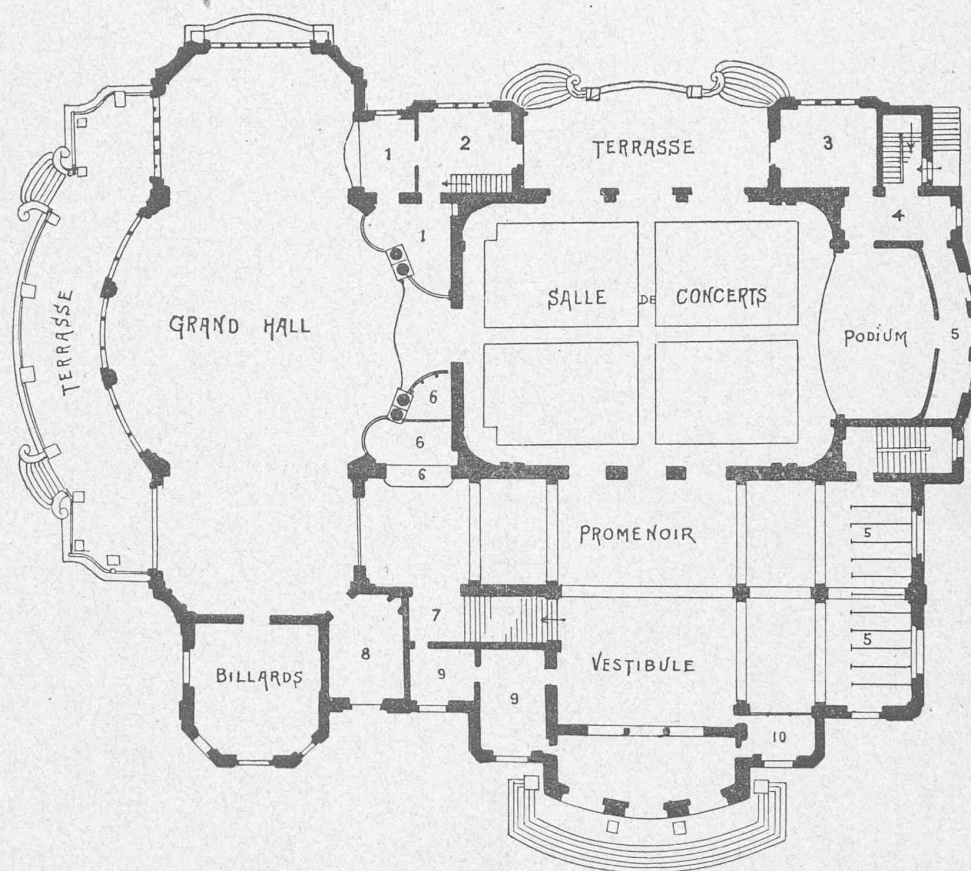 1
2
TERRASSE
3
4
1
SALLE DE CONCERTS
TERRASSE
GRAND HALL
PODIUM
5
6
6
6
PROMENOIR
5
7
8
VESTIBULE
5
BILLARDS
9
9
10